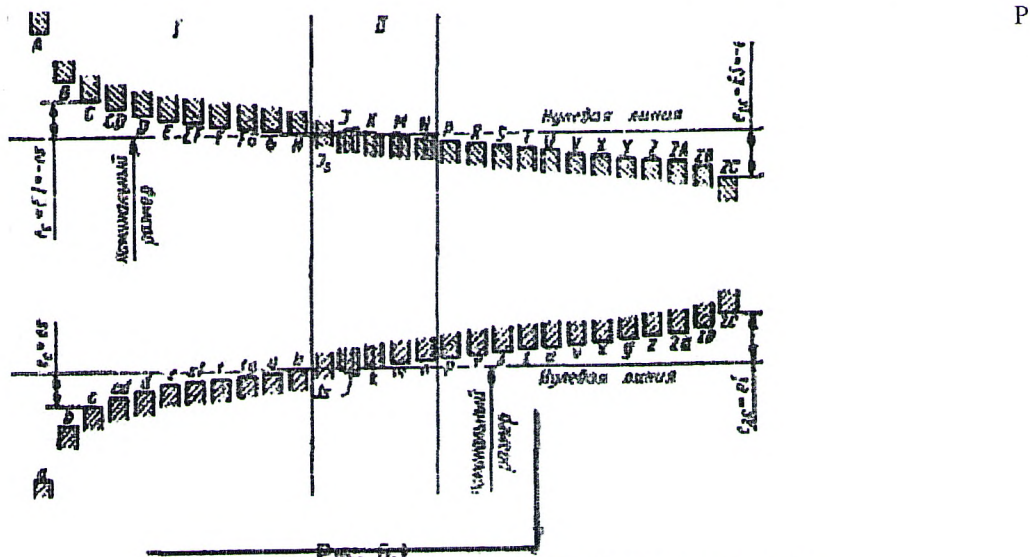 P
I II
A
B
C
CD
D
E
EF
F
FG
G
H
Js
J
K
M
N
P
R
S
T
U
V
X
Y
Z
ZA
ZB
ZC
Нулевая линия
Номинальный
размер
c
cd
d
e
ef
f
fg
g
h
js
j
k
m
n
p
r
s
t
u
v
x
y
z
za
zb
zc
Нулевая линия
Номинальный
размер